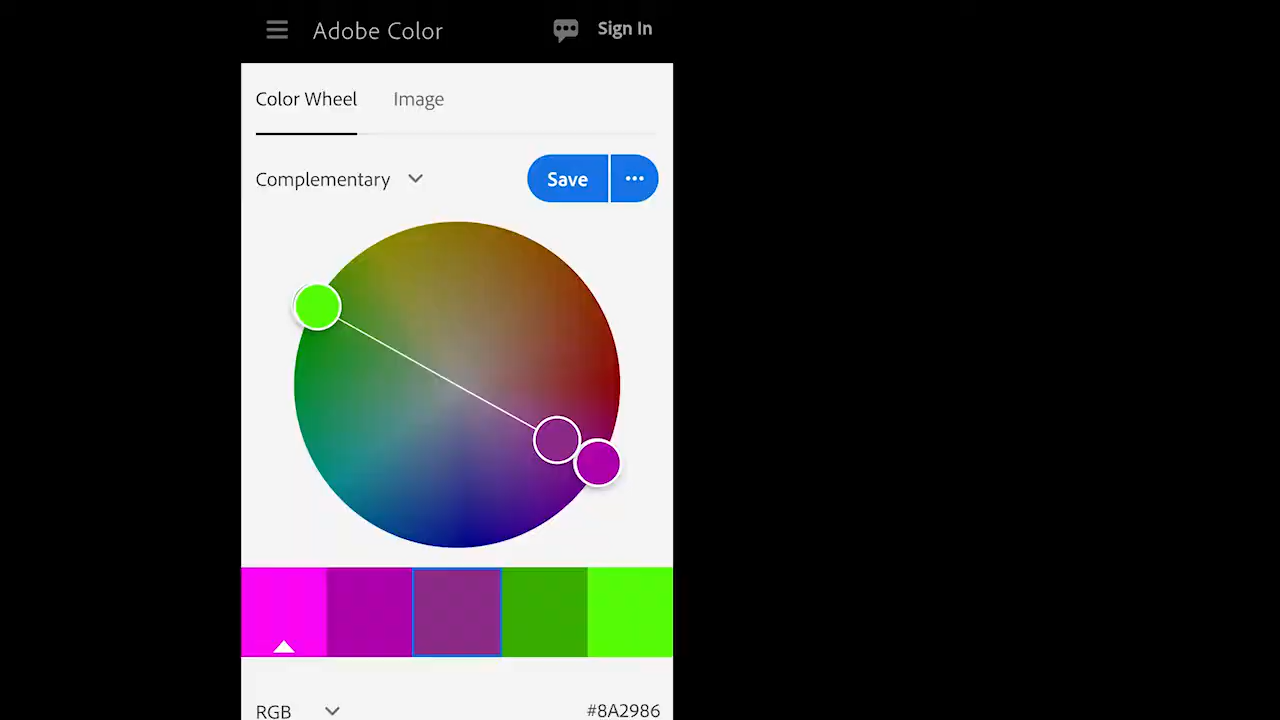 Adobe Color
Sign In
Color Wheel
Image
Complementary
Save
RGB
#8A2986